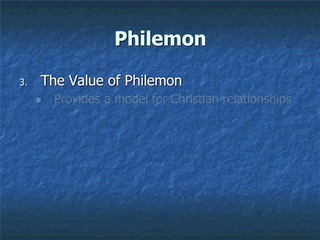 Philemon
3. The Value of Philemon
Provides a model for Christian relationships